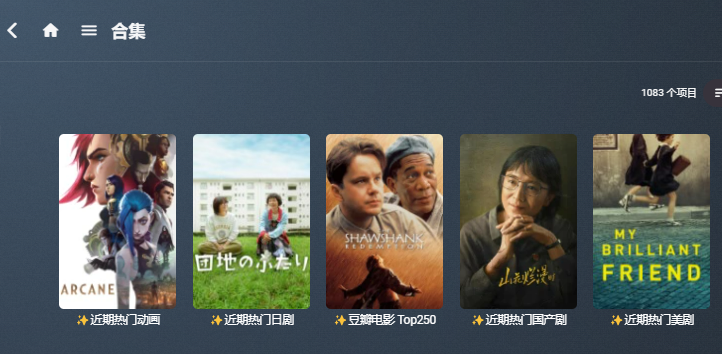 合集
1083 个项目
ARCANE
団地のふたり
SHAWSHANK
REDEMPTION
山花烂漫时
MY
BRILLIANT
FRIEND
✨近期热门动画
✨近期热门日剧
✨豆瓣电影 Top250
✨近期热门国产剧
✨近期热门美剧